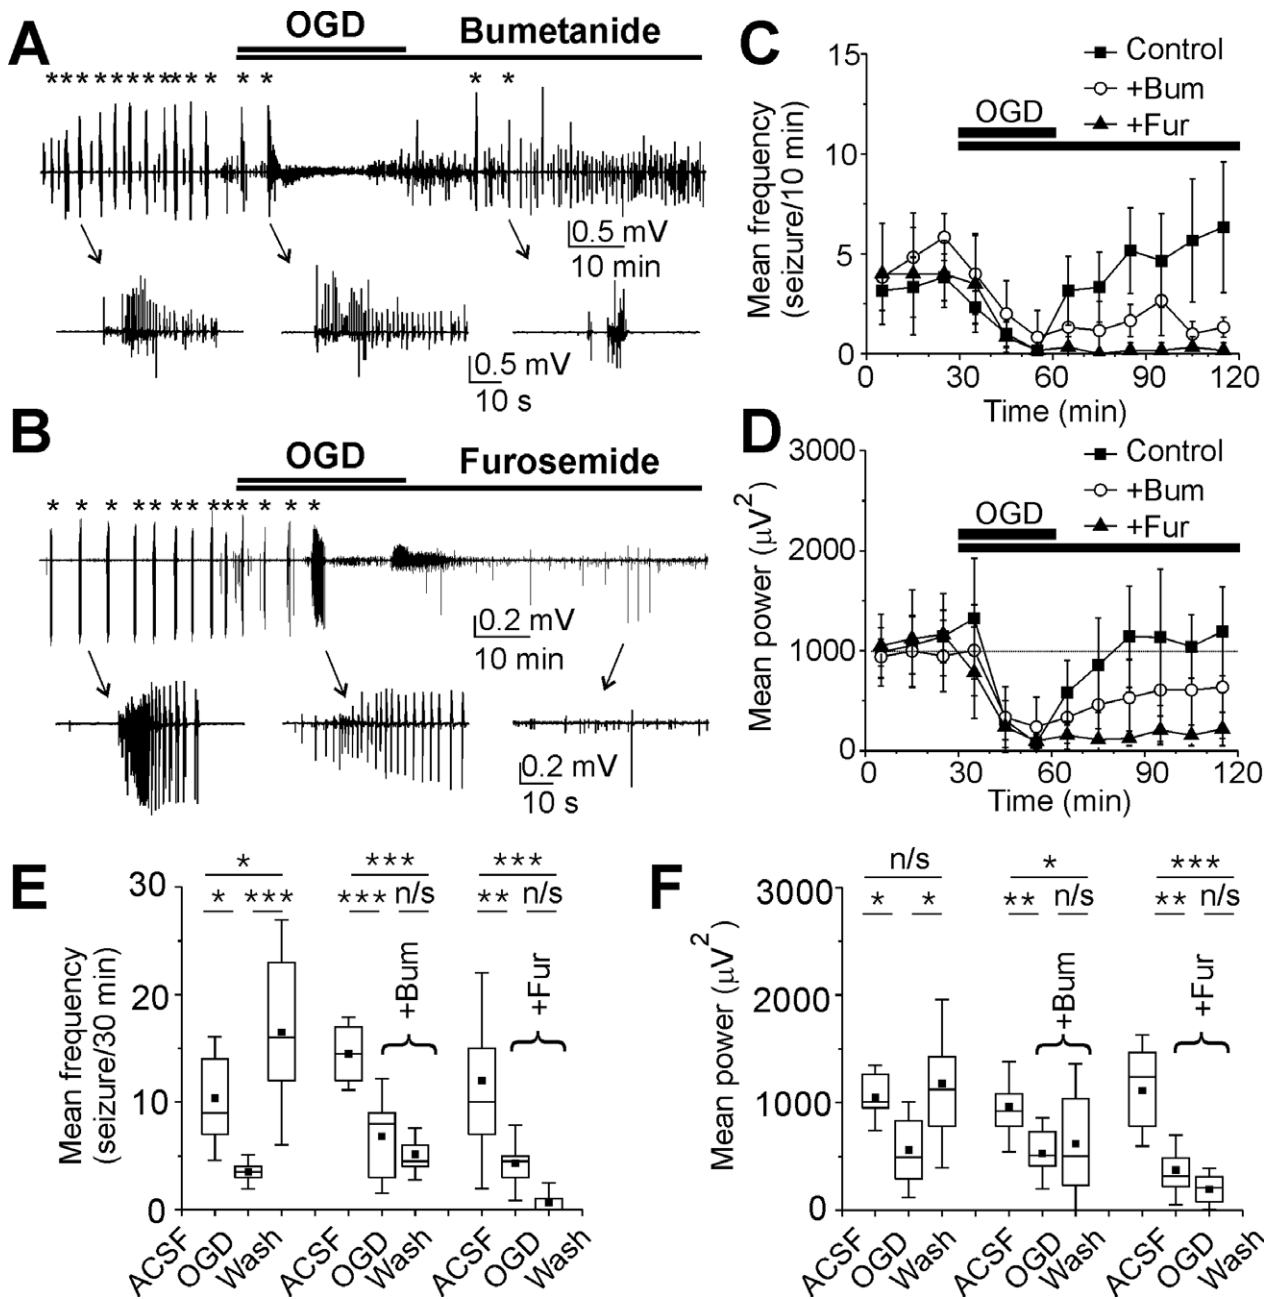 A
OGD
Bumetanide
* * * * * * * * * * * * * * * *
0.5 mV
10 min
0.5 mV
10 s
B
OGD
Furosemide
* * * * * * * * * * * * *
0.2 mV
10 min
0.2 mV
10 s
C
Mean frequency
(seizure/10 min)
15
10
5
0
Control
+Bum
+Fur
OGD
0 30 60 90 120
Time (min)
D
Mean power (μV²)
3000
2000
1000
0
Control
+Bum
+Fur
OGD
0 30 60 90 120
Time (min)
E
Mean frequency
(seizure/30 min)
30
20
10
0
* *** ***
* *** *** n/s ** n/s
+Bum
+Fur
ACSF OGD Wash ACSF OGD Wash ACSF OGD Wash
F
Mean power (μV²)
3000
2000
1000
0
n/s * ***
* * ** n/s ** n/s
+Bum
+Fur
ACSF OGD Wash ACSF OGD Wash ACSF OGD Wash